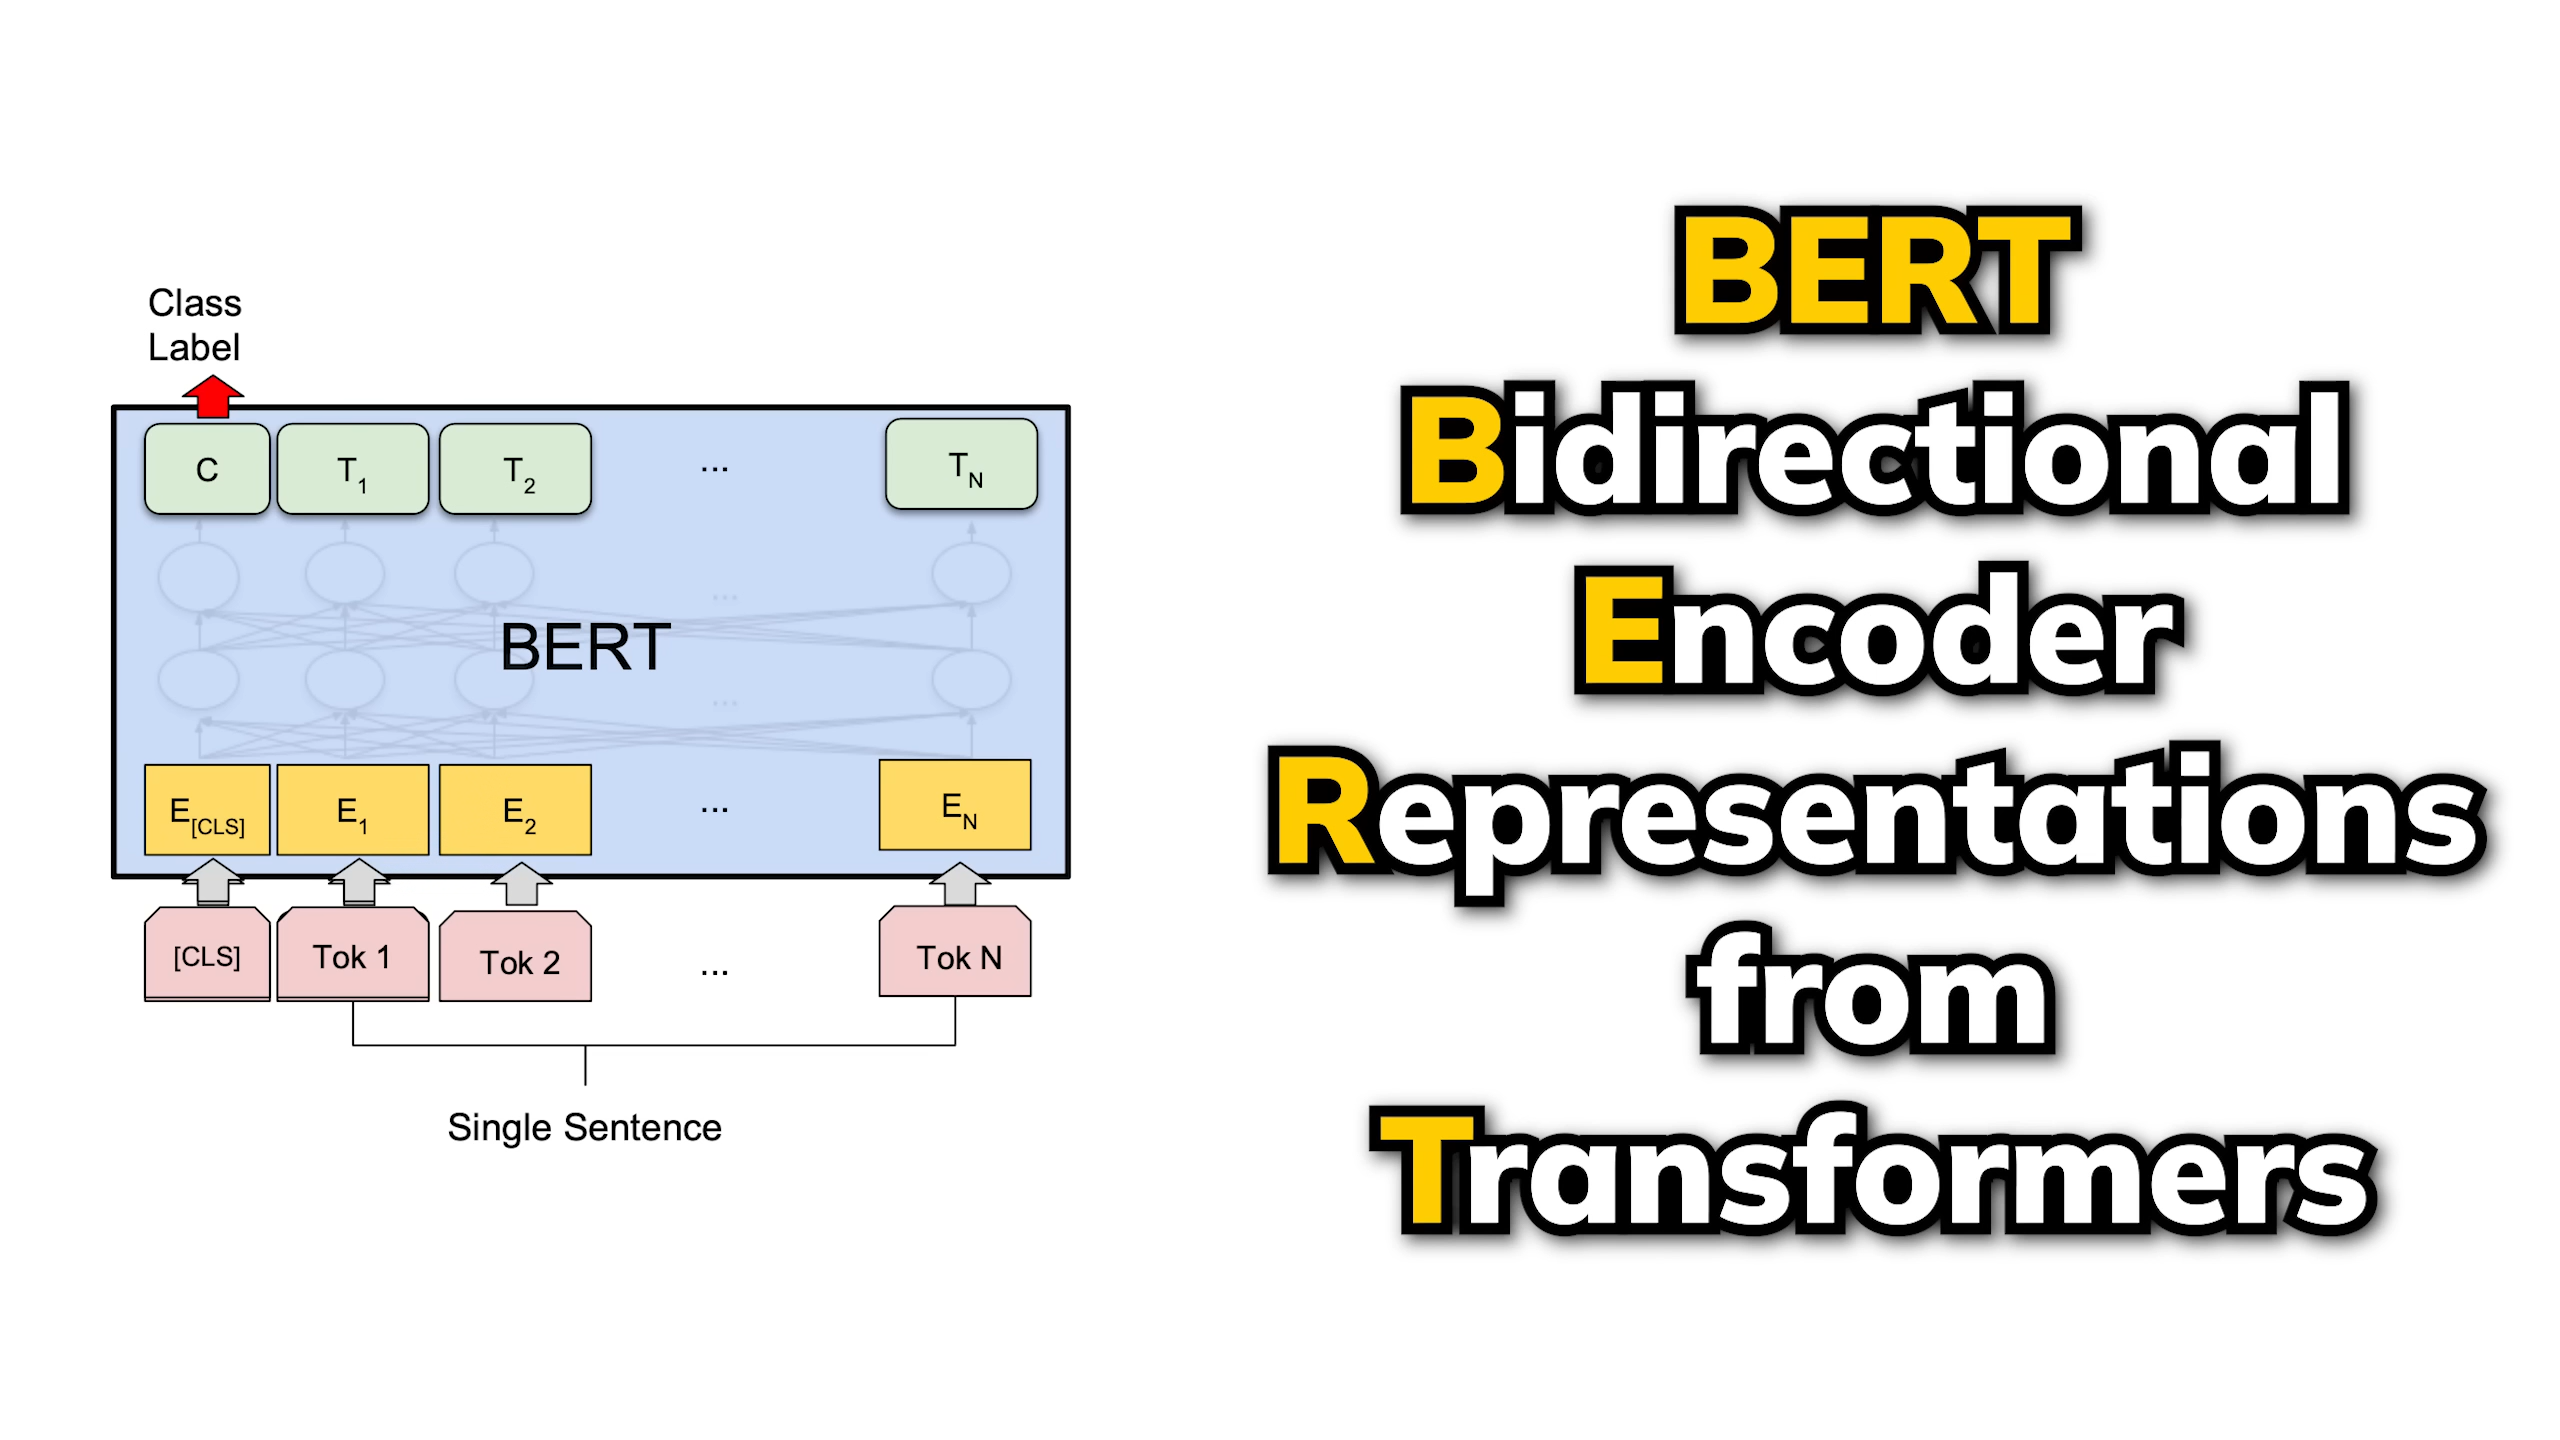 Class
Label
C
T1
T2
...
TN
...
BERT
...
E[CLS]
E1
E2
...
EN
[CLS]
Tok 1
Tok 2
...
Tok N
Single Sentence
BERT
Bidirectional
Encoder
Representations
from
Transformers